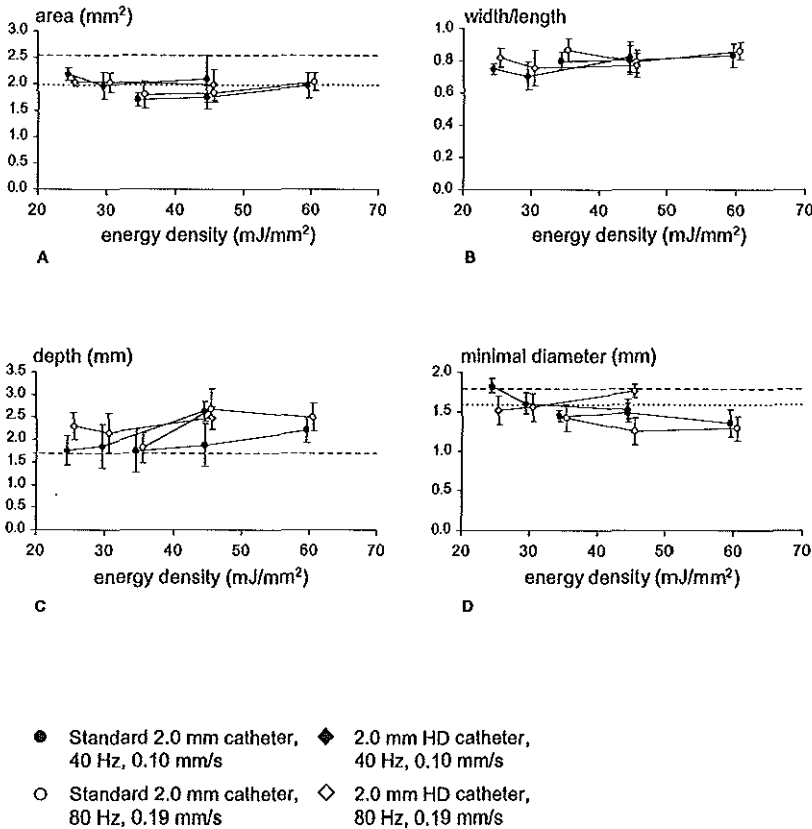 area (mm²)
3.0
2.5
2.0
1.5
1.0
0.5
0.0
20 30 40 50 60 70
energy density (mJ/mm²)
A
width/length
1.0
0.8
0.6
0.4
0.2
0.0
20 30 40 50 60 70
energy density (mJ/mm²)
B
depth (mm)
3.5
3.0
2.5
2.0
1.5
1.0
0.5
0.0
20 30 40 50 60 70
energy density (mJ/mm²)
C
minimal diameter (mm)
2.0
1.5
1.0
0.5
0.0
20 30 40 50 60 70
energy density (mJ/mm²)
D
Standard 2.0 mm catheter,
40 Hz, 0.10 mm/s
2.0 mm HD catheter,
40 Hz, 0.10 mm/s
Standard 2.0 mm catheter,
80 Hz, 0.19 mm/s
2.0 mm HD catheter,
80 Hz, 0.19 mm/s